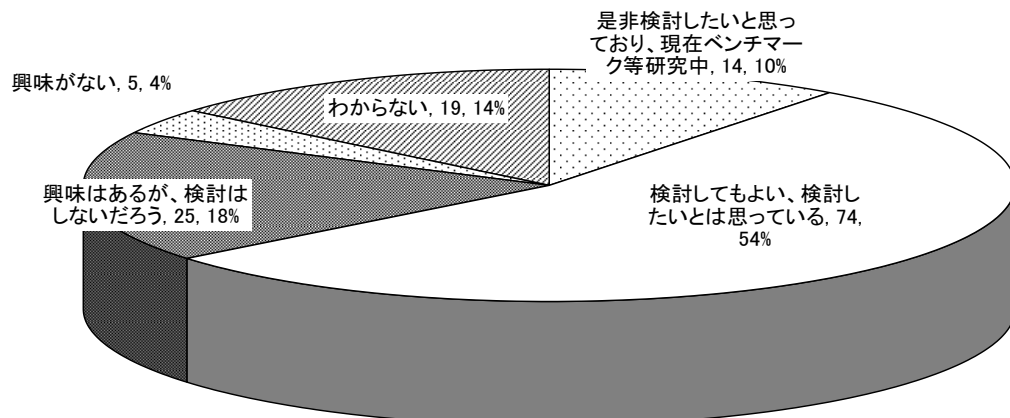 是非検討したいと思っ
ており、現在ベンチマー
ク等研究中, 14, 10%
興味がない, 5, 4%
わからない, 19, 14%
興味はあるが、検討は
しないだろう, 25, 18%
検討してもよい、検討し
たいとは思っている, 74,
54%